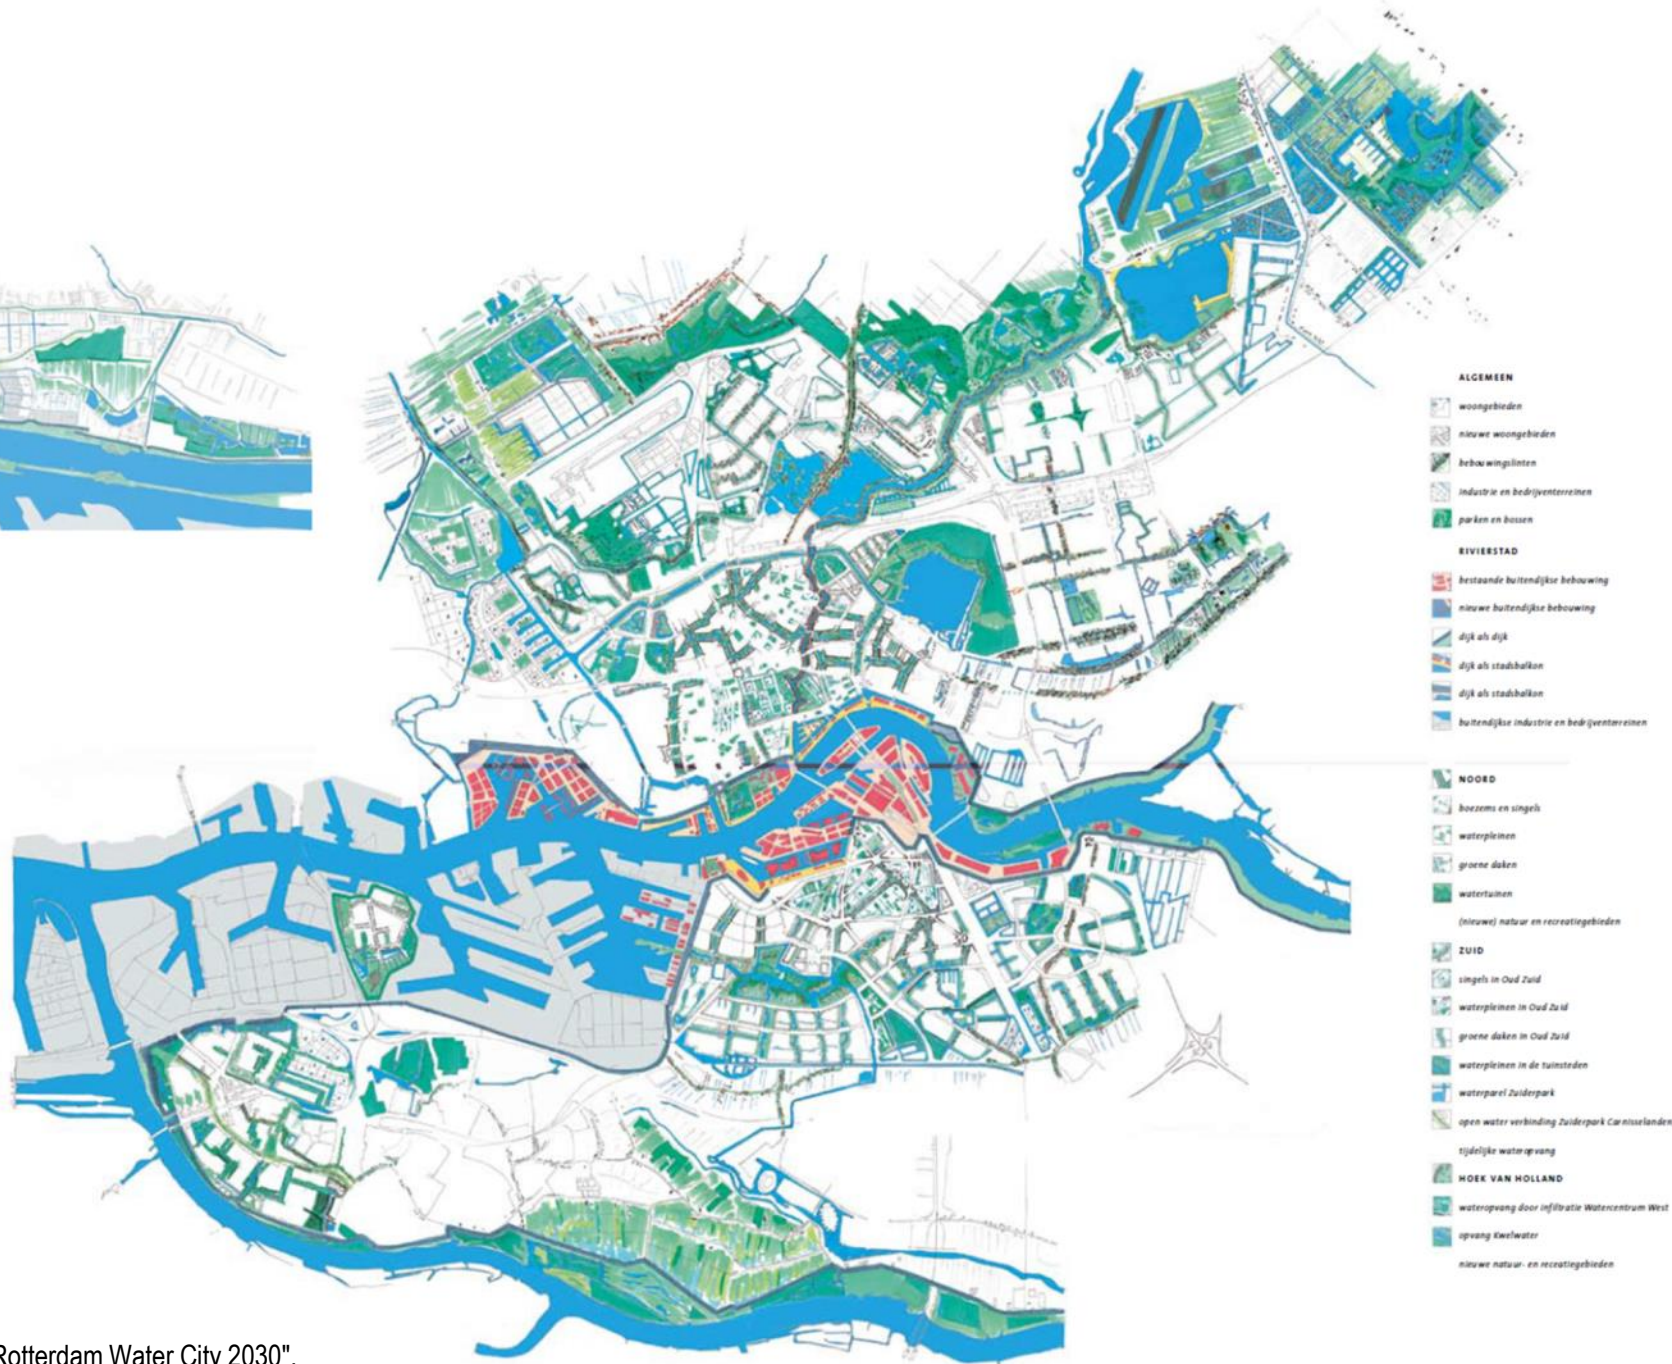 ALGEMEEN
woongebieden
nieuwe woongebieden
bebouwingslinten
industrie en bedrijventerreinen
parken en bossen
RIVIERSTAD
bestaande buitendijkse bebouwing
nieuwe buitendijkse bebouwing
dijk als dijk
dijk als stadsbalkon
dijk als stadsbalkon
buitendijkse industrie en bedrijventerreinen
NOORD
boezems en singels
waterpleinen
groene daken
watertuinen
(nieuwe) natuur en recreatiegebieden
ZUID
singels in Oud Zuid
waterpleinen in Oud Zuid
groene daken in Oud Zuid
waterpleinen in de tuinsteden
waterparel Zuiderpark
open water verbinding Zuiderpark Carnisselanden
tijdelijke wateropvang
HOEK VAN HOLLAND
wateropvang door infiltratie Watercentrum West
opvang Kwelwater
nieuwe natuur- en recreatiegebieden
Rotterdam Water City 2030".